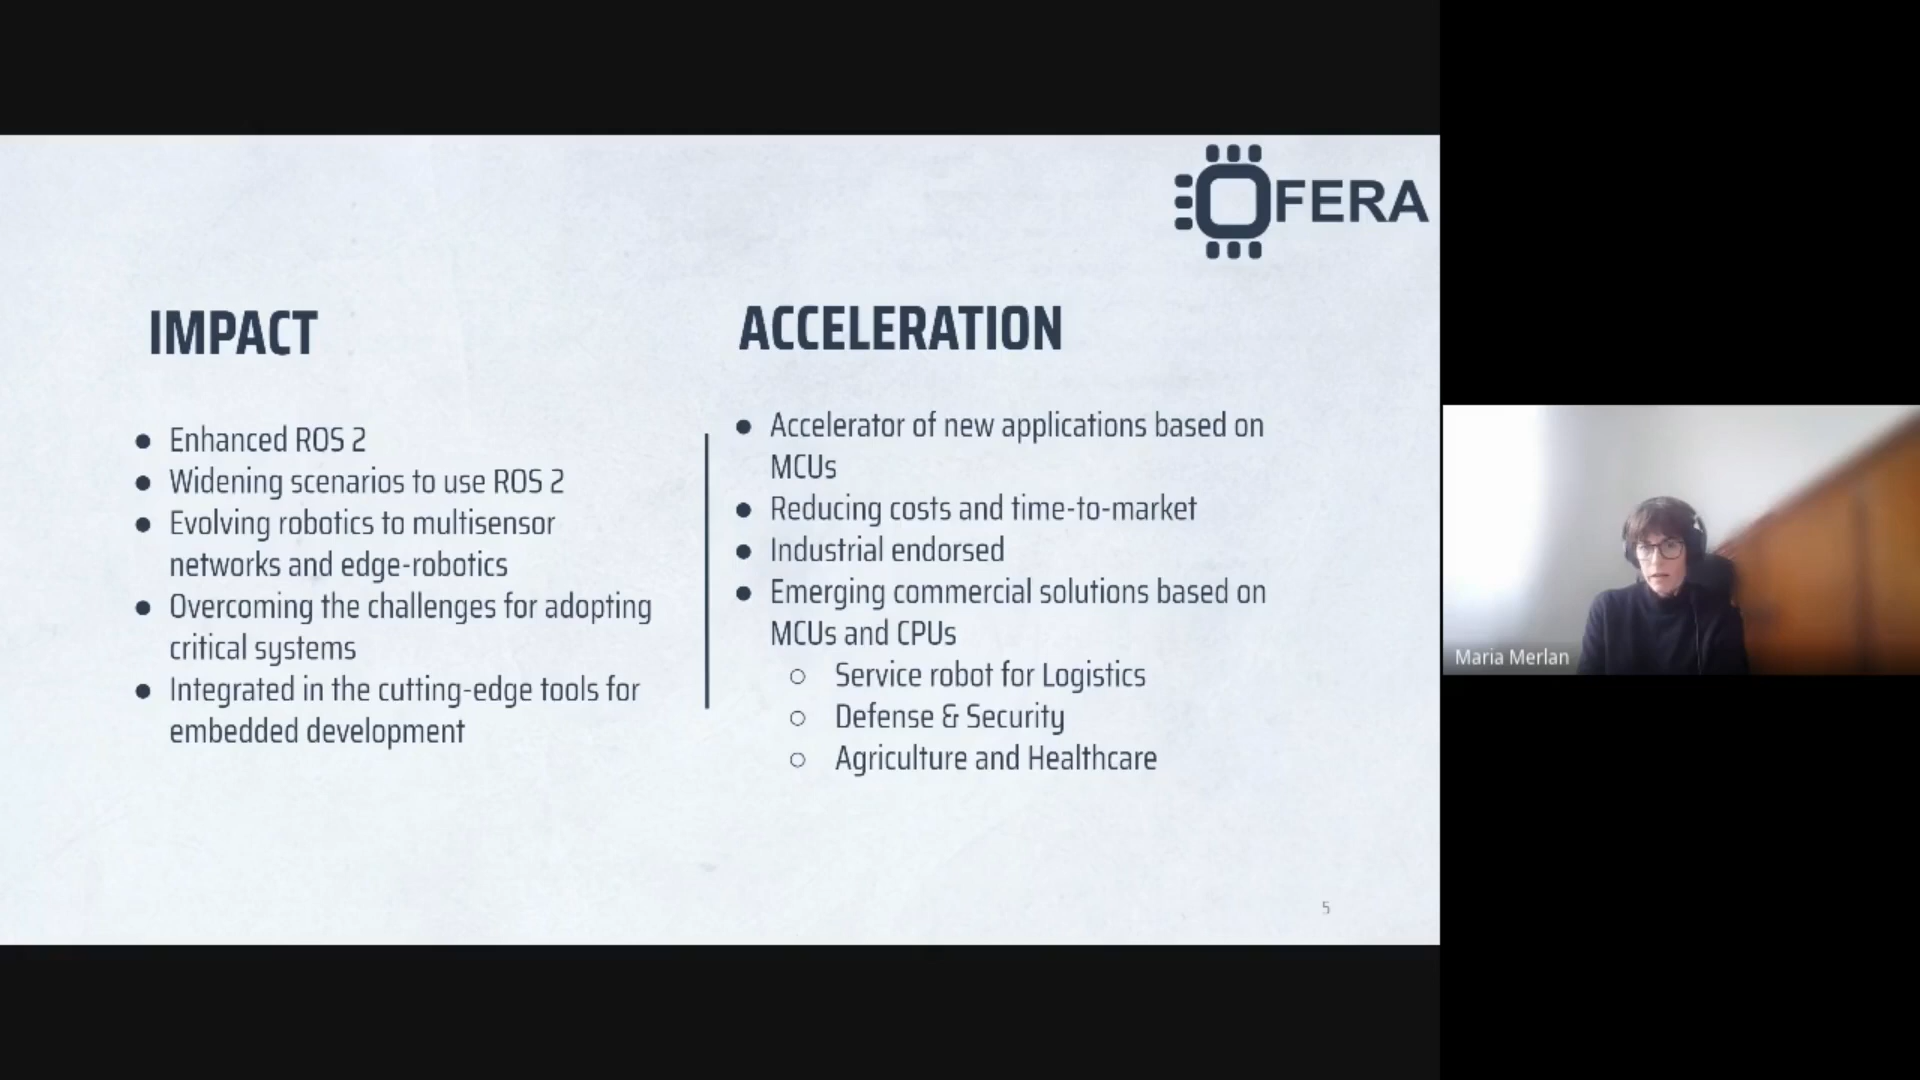 OFERA
IMPACT
● Enhanced ROS 2
● Widening scenarios to use ROS 2
● Evolving robotics to multisensor
networks and edge-robotics
● Overcoming the challenges for adopting
critical systems
● Integrated in the cutting-edge tools for
embedded development
ACCELERATION
● Accelerator of new applications based on
MCUs
● Reducing costs and time-to-market
● Industrial endorsed
● Emerging commercial solutions based on
MCUs and CPUs
○ Service robot for Logistics
○ Defense & Security
○ Agriculture and Healthcare
5
Maria Merlan